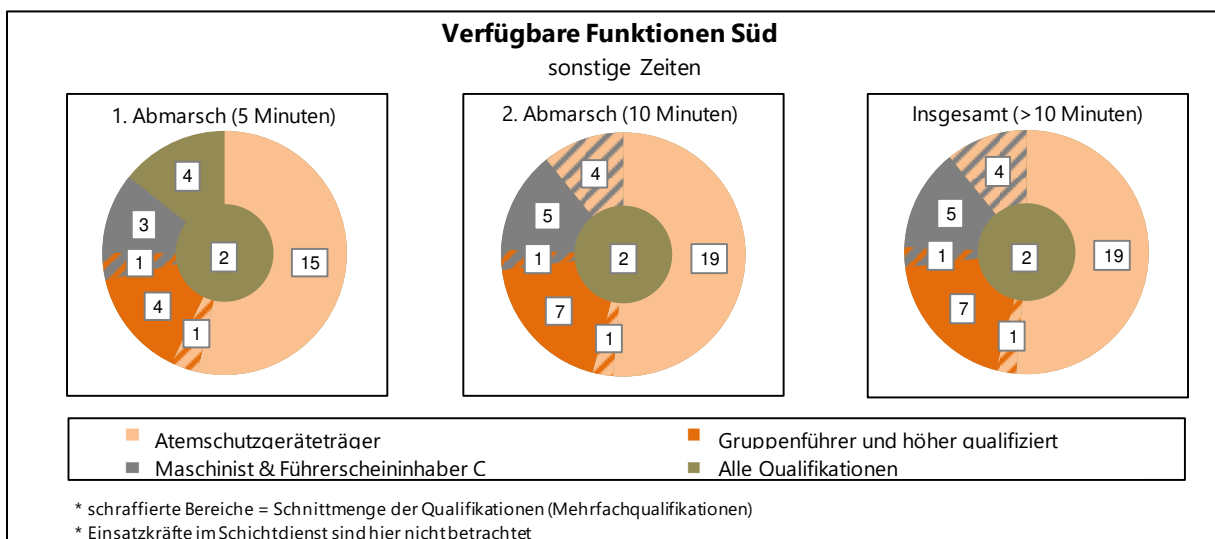 Verfügbare Funktionen Süd
sonstige Zeiten
1. Abmarsch (5 Minuten)
4
3
1
2
15
4
1
2. Abmarsch (10 Minuten)
4
5
1
2
19
7
1
Insgesamt (>10 Minuten)
4
5
1
2
19
7
1
Atemschutzgeräteträger
Gruppenführer und höher qualifiziert
Maschinist & Führerscheininhaber C
Alle Qualifikationen
* schraffierte Bereiche = Schnittmenge der Qualifikationen (Mehrfachqualifikationen)
* Einsatzkräfte im Schichtdienst sind hier nicht betrachtet